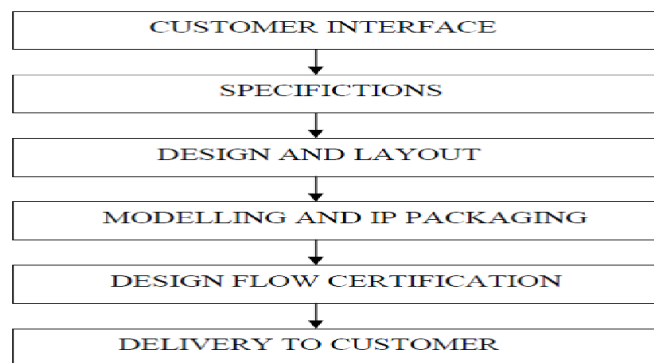 CUSTOMER INTERFACE
SPECIFICTIONS
DESIGN AND LAYOUT
MODELLING AND IP PACKAGING
DESIGN FLOW CERTIFICATION
DELIVERY TO CUSTOMER